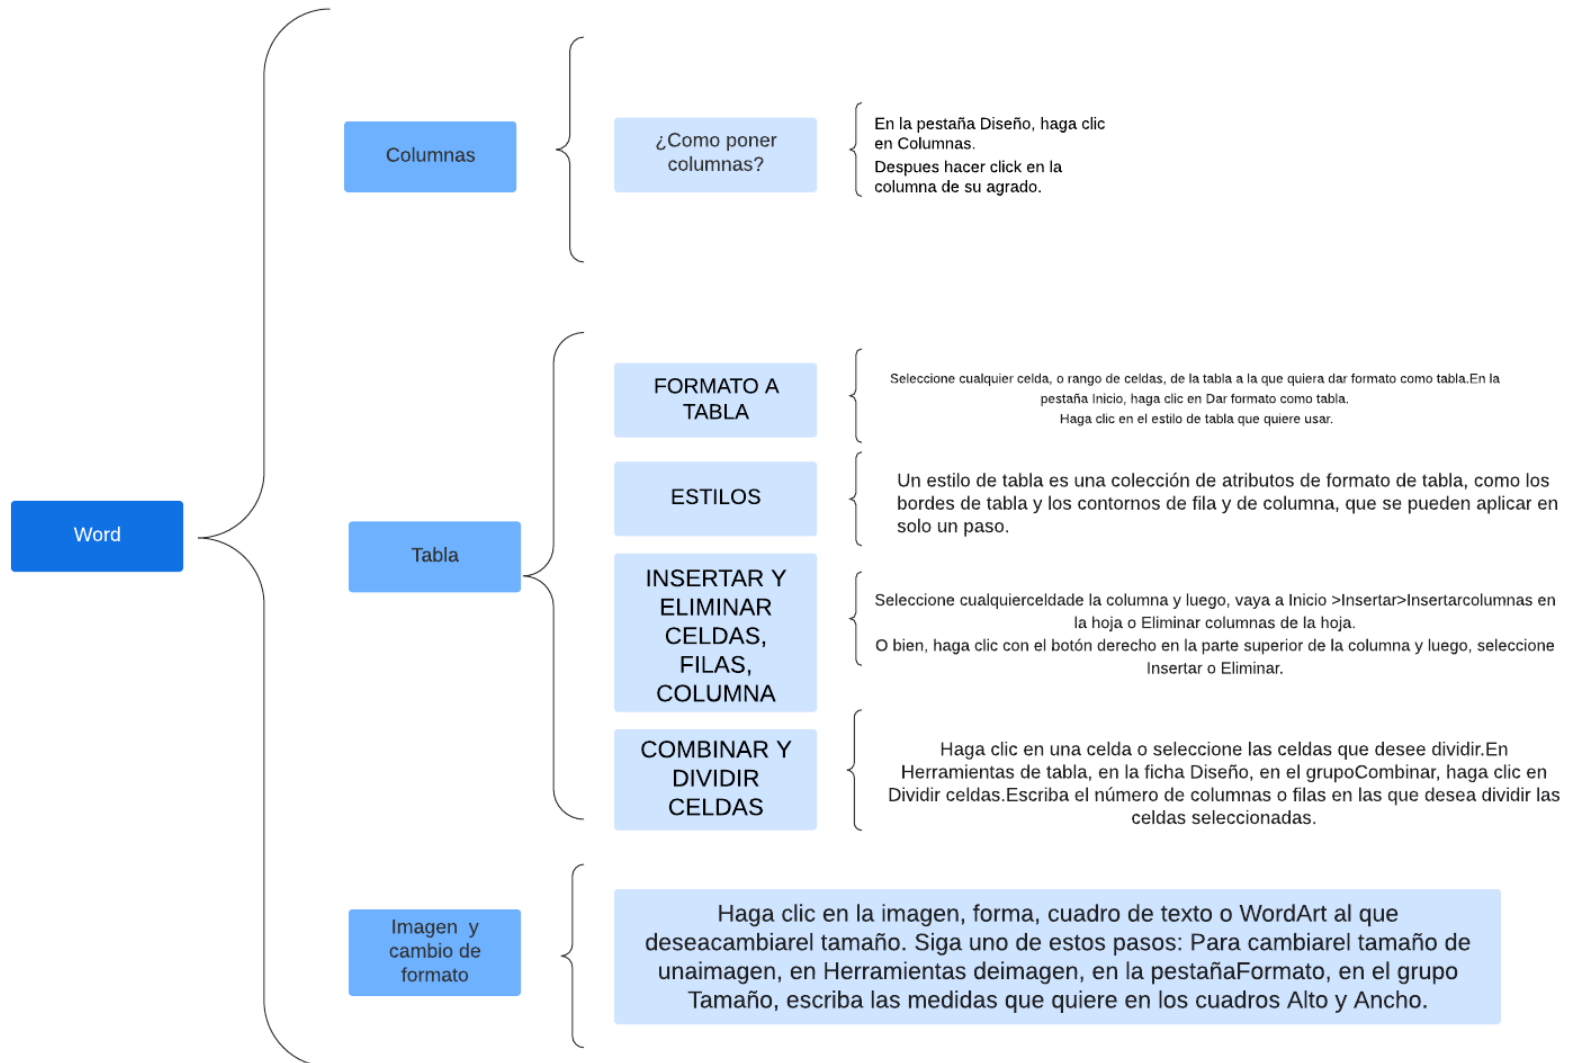 Word
Columnas
¿Como poner
columnas?
En la pestaña Diseño, haga clic
en Columnas.
Despues hacer click en la
columna de su agrado.
Tabla
FORMATO A
TABLA
Seleccione cualquier celda, o rango de celdas, de la tabla a la que quiera dar formato como tabla.En la
pestaña Inicio, haga clic en Dar formato como tabla.
Haga clic en el estilo de tabla que quiere usar.
ESTILOS
Un estilo de tabla es una colección de atributos de formato de tabla, como los
bordes de tabla y los contornos de fila y de columna, que se pueden aplicar en
solo un paso.
INSERTAR Y
ELIMINAR
CELDAS,
FILAS,
COLUMNA
Seleccione cualquierceldade la columna y luego, vaya a Inicio >Insertar>Insertarcolumnas en
la hoja o Eliminar columnas de la hoja.
O bien, haga clic con el botón derecho en la parte superior de la columna y luego, seleccione
Insertar o Eliminar.
COMBINAR Y
DIVIDIR
CELDAS
Haga clic en una celda o seleccione las celdas que desee dividir.En
Herramientas de tabla, en la ficha Diseño, en el grupoCombinar, haga clic en
Dividir celdas.Escriba el número de columnas o filas en las que desea dividir las
celdas seleccionadas.
Imagen y
cambio de
formato
Haga clic en la imagen, forma, cuadro de texto o WordArt al que
deseacambiarel tamaño. Siga uno de estos pasos: Para cambiarel tamaño de
unaimagen, en Herramientas deimagen, en la pestañaFormato, en el grupo
Tamaño, escriba las medidas que quiere en los cuadros Alto y Ancho.